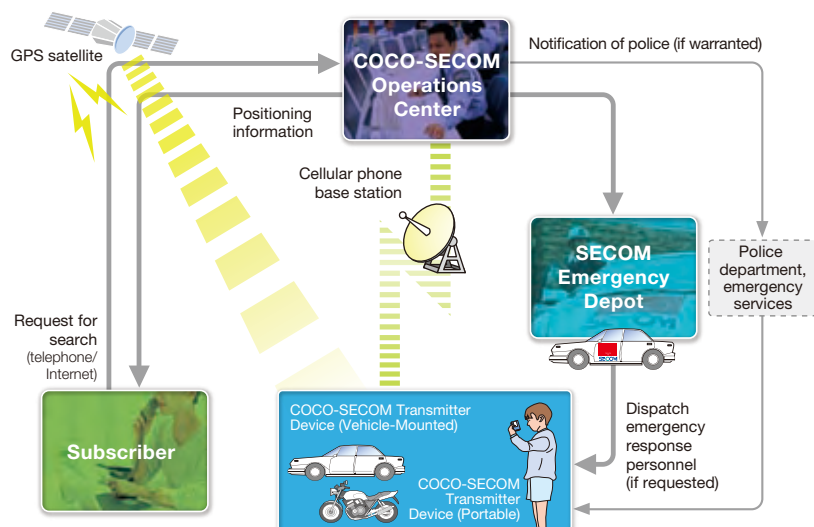 GPS satellite
COCO-SECOM
Operations
Center
Notification of police (if warranted)
Positioning
information
Cellular phone
base station
SECOM
Emergency
Depot
SECOM
Police
department,
emergency
services
Request for
search
(telephone/
Internet)
Subscriber
COCO-SECOM Transmitter
Device (Vehicle-Mounted)
COCO-SECOM
Transmitter
Device (Portable)
Dispatch
emergency
response
personnel
(if requested)